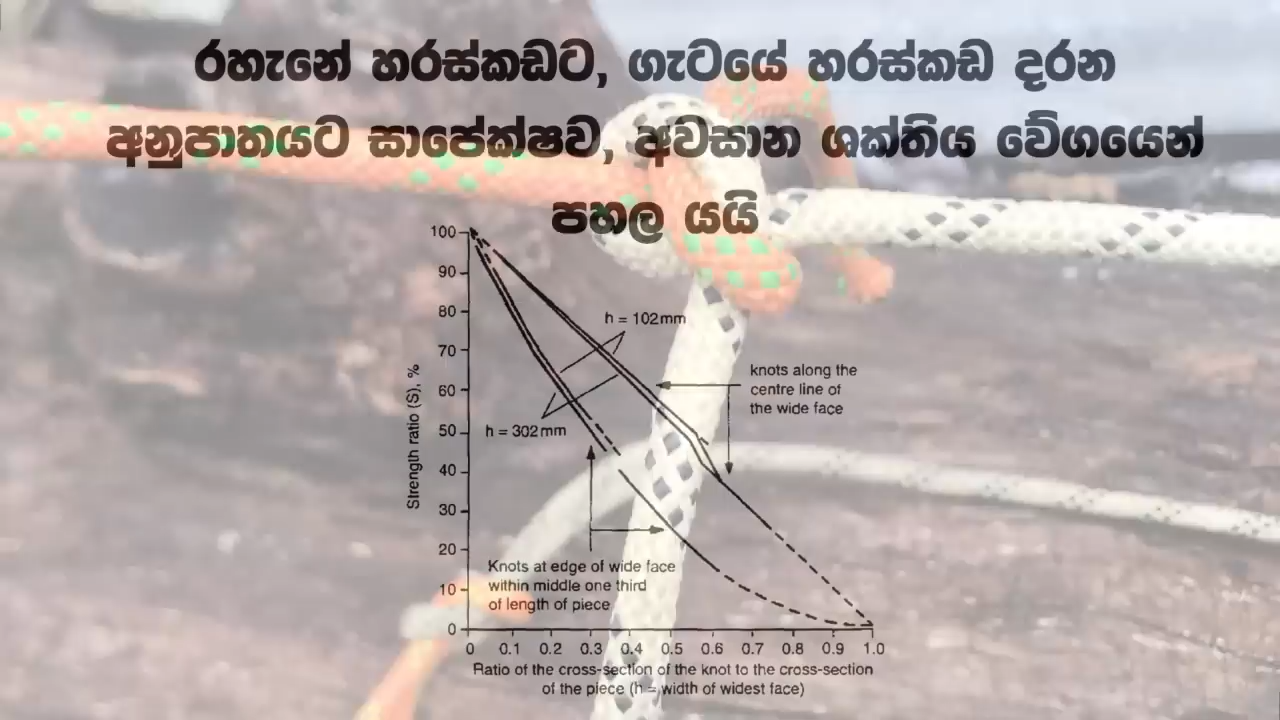 රහැනේ හරස්කඩට, ගැටයේ හරස්කඩ දරන
අනුපාතයට සාපේක්ෂව, අවසාන ශක්තිය වේගයෙන්
පහල යයි
100
90
80
70
60
50
40
30
20
10
0
Strength ratio (S), %
h = 102mm
h = 302mm
knots along the
centre line of
the wide face
Knots at edge of wide face
within middle one third
of length of piece
0 0.1 0.2 0.3 0.4 0.5 0.6 0.7 0.8 0.9 1.0
Ratio of the cross-section of the knot to the cross-section
of the piece (h = width of widest face)